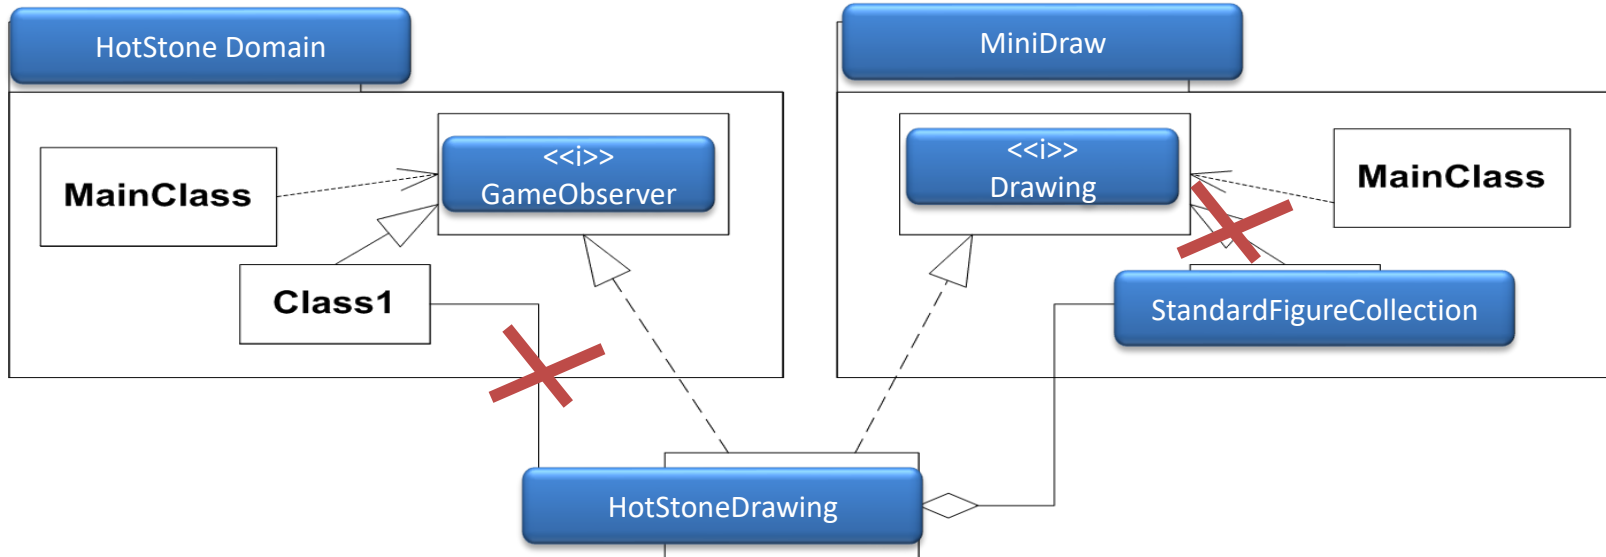 HotStone Domain
MiniDraw
<<i>>
GameObserver
MainClass
<<i>>
Drawing
MainClass
Class1
StandardFigureCollection
HotStoneDrawing